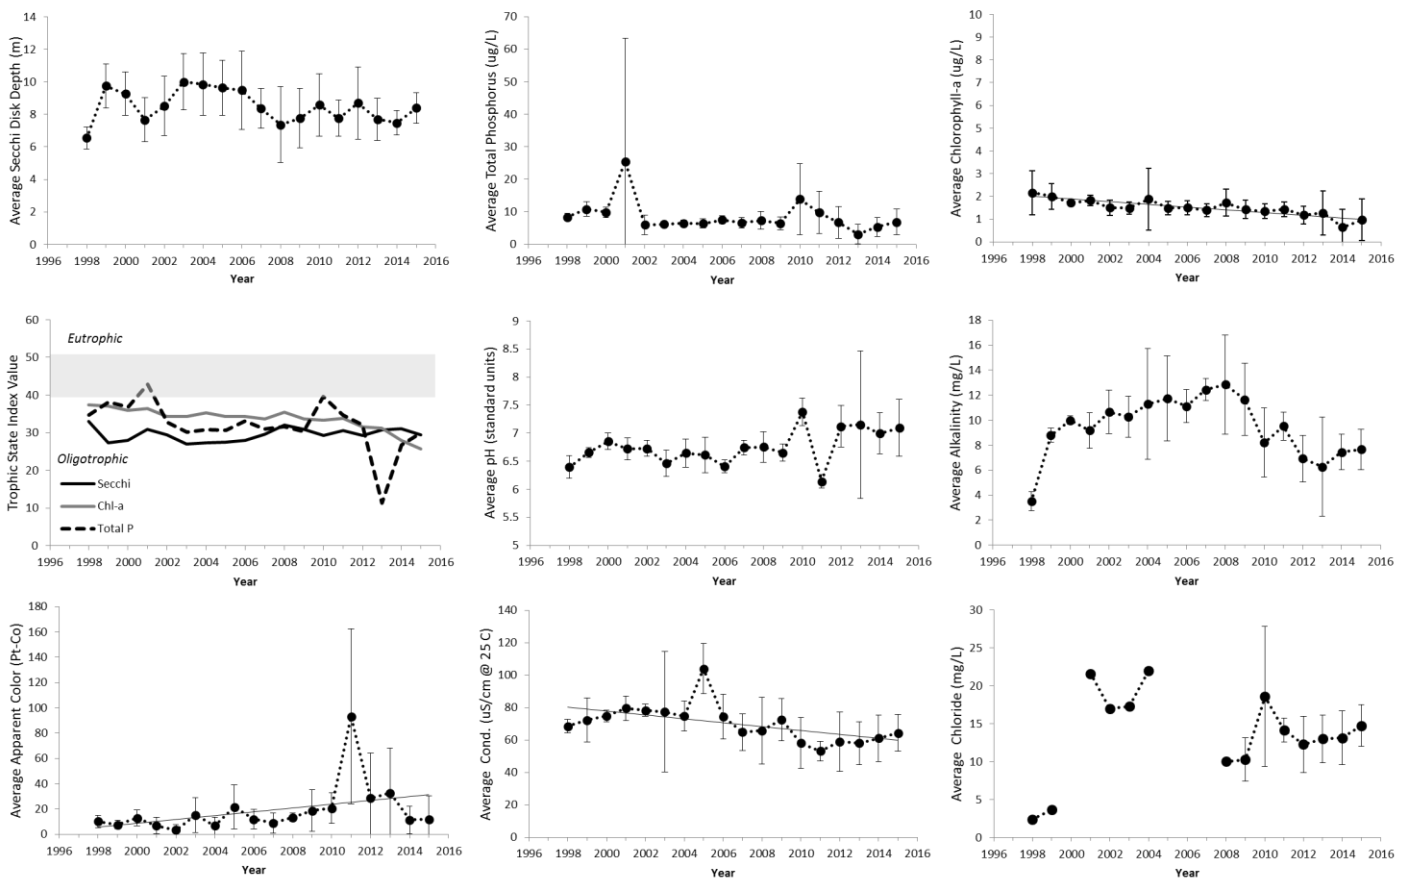 Average Secchi Disk Depth (m)
14
12
10
8
6
4
2
0
1996 1998 2000 2002 2004 2006 2008 2010 2012 2014 2016
Year
Average Total Phosphorus (ug/L)
70
60
50
40
30
20
10
0
1996 1998 2000 2002 2004 2006 2008 2010 2012 2014 2016
Year
Average Chlorophyll-a (ug/L)
10
9
8
7
6
5
4
3
2
1
0
1996 1998 2000 2002 2004 2006 2008 2010 2012 2014 2016
Year
Trophic State Index Value
60
50
40
30
20
10
0
Eutrophic
Oligotrophic
Secchi
Chl-a
Total P
1996 1998 2000 2002 2004 2006 2008 2010 2012 2014 2016
Year
Average pH (standard units)
9
8.5
8
7.5
7
6.5
6
5.5
5
1996 1998 2000 2002 2004 2006 2008 2010 2012 2014 2016
Year
Average Alkalinity (mg/L)
18
16
14
12
10
8
6
4
2
0
1996 1998 2000 2002 2004 2006 2008 2010 2012 2014 2016
Year
Average Apparent Color (Pt-Co)
180
160
140
120
100
80
60
40
20
0
1996 1998 2000 2002 2004 2006 2008 2010 2012 2014 2016
Year
Average Cond. (uS/cm @ 25 C)
140
120
100
80
60
40
20
0
1996 1998 2000 2002 2004 2006 2008 2010 2012 2014 2016
Year
Average Chloride (mg/L)
30
25
20
15
10
5
0
1996 1998 2000 2002 2004 2006 2008 2010 2012 2014 2016
Year